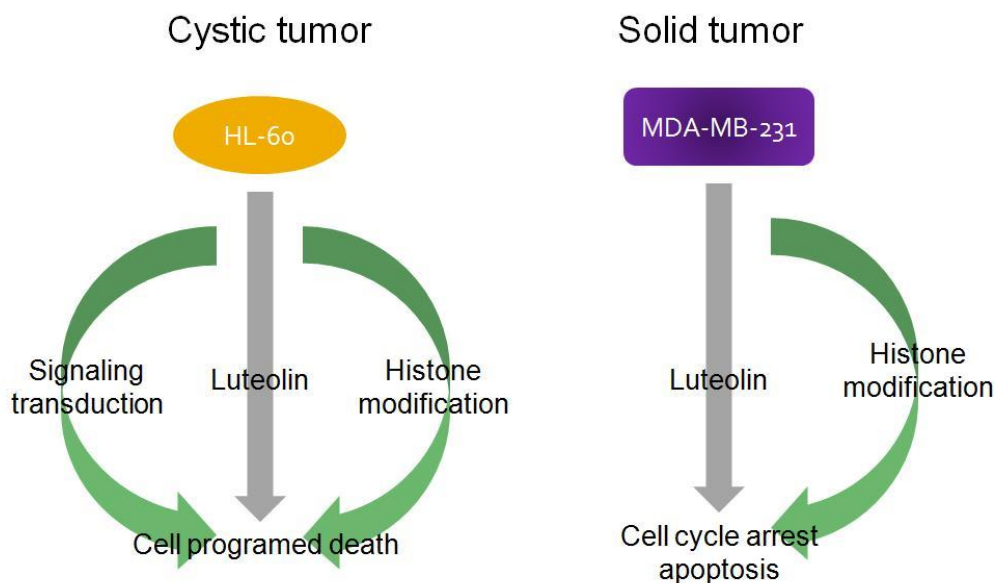 Cystic tumor
HL-60
Signaling
transduction
Luteolin
Histone
modification
Cell programed death
Solid tumor
MDA-MB-231
Luteolin
Histone
modification
Cell cycle arrest
apoptosis